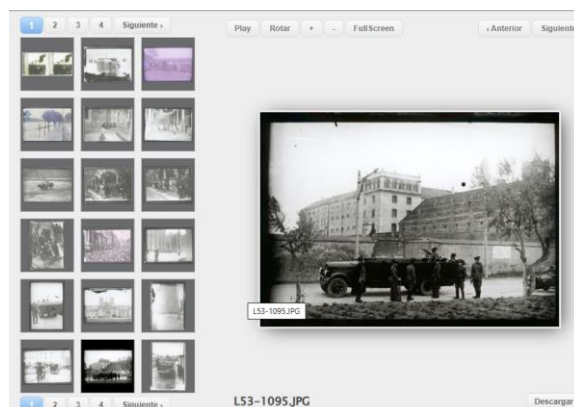 1 2 3 4 Siguiente ›
Play Rotar + - FullScreen
‹ Anterior Siguiente
L53-1095.JPG
1 2 3 4 Siguiente ›
L53-1095.JPG
Descargar